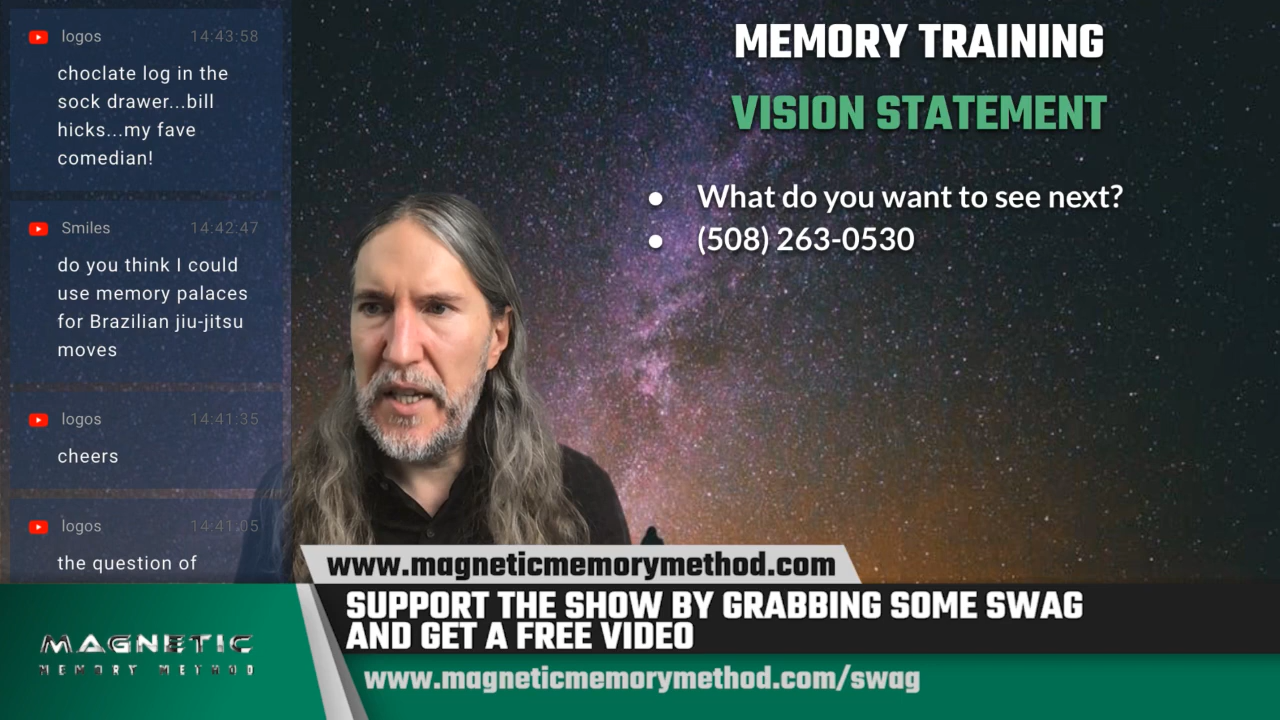 logos 14:43:58
choclate log in the
sock drawer...bill
hicks...my fave
comedian!
Smiles 14:42:47
do you think I could
use memory palaces
for Brazilian jiu-jitsu
moves
logos 14:41:35
cheers
logos 14:41:05
the question of
MEMORY TRAINING
VISION STATEMENT
• What do you want to see next?
• (508) 263-0530
www.magneticmemorymethod.com
SUPPORT THE SHOW BY GRABBING SOME SWAG
AND GET A FREE VIDEO
www.magneticmemorymethod.com/swag
MAGNETIC
MEMORY METHOD